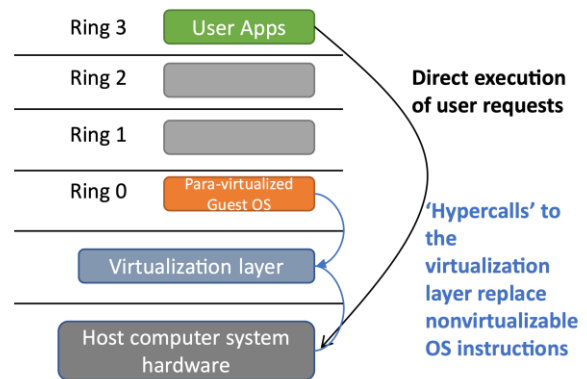 Ring 3
User Apps
Ring 2
Direct execution
of user requests
Ring 1
Ring 0
Para-virtualized
Guest OS
'Hypercalls' to
the
virtualization
layer replace
nonvirtualizable
OS instructions
Virtualization layer
Host computer system
hardware